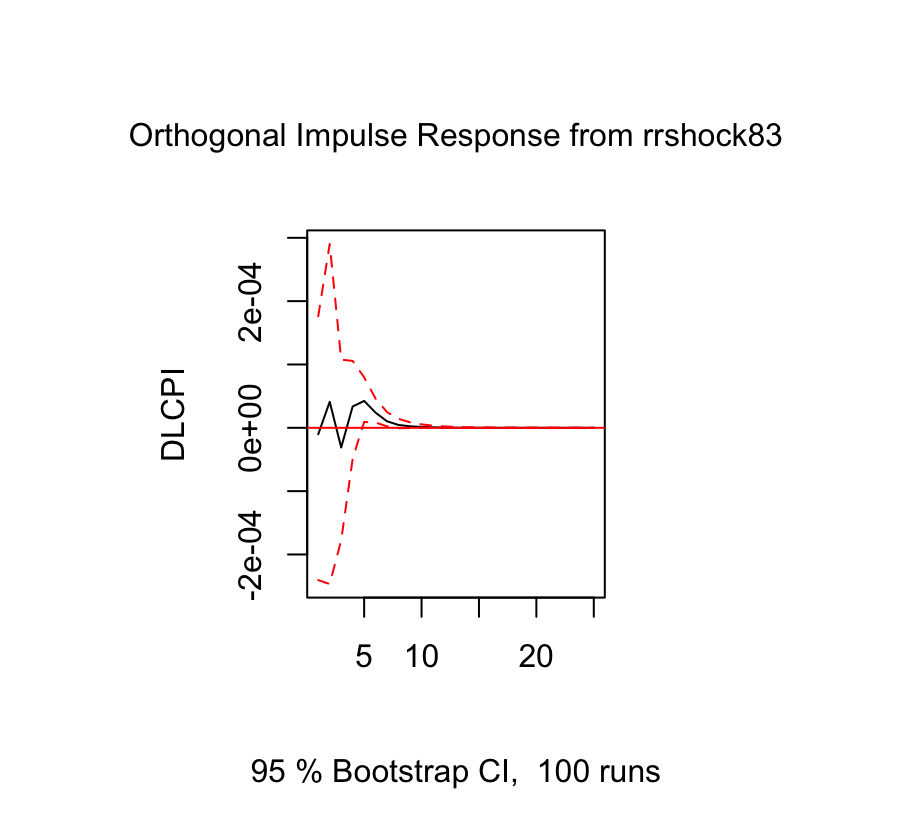 Orthogonal Impulse Response from rrshock83
DLCPI
2e-04
0e+00
-2e-04
5 10 20
95 % Bootstrap CI,  100 runs